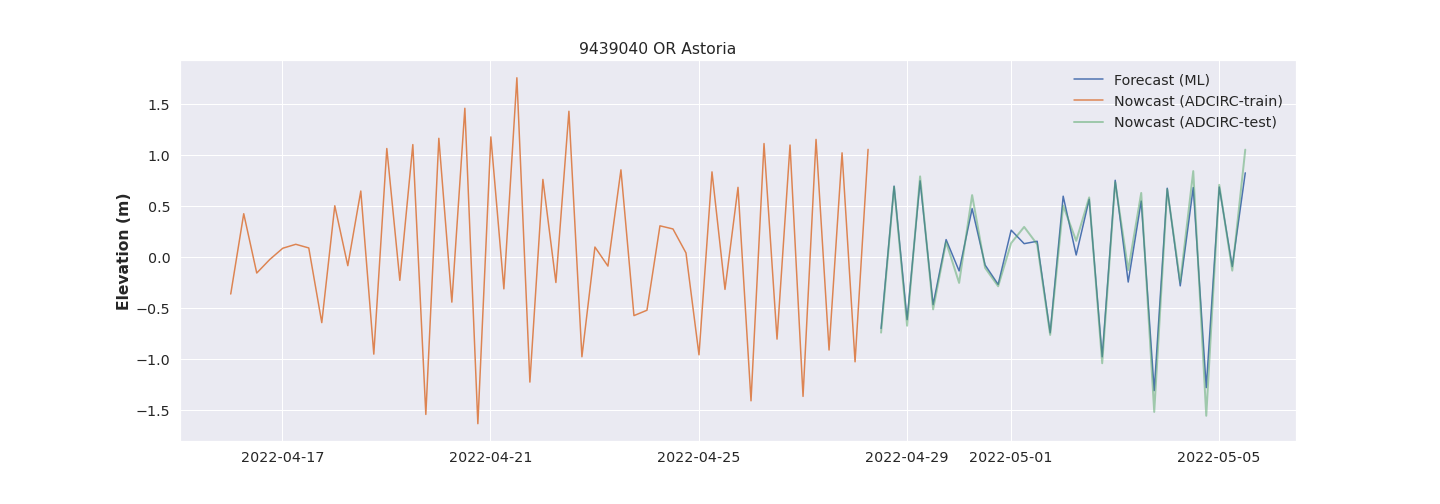 9439040 OR Astoria
Forecast (ML)
Nowcast (ADCIRC-train)
Nowcast (ADCIRC-test)
Elevation (m)
1.5
1.0
0.5
0.0
−0.5
−1.0
−1.5
2022-04-17 2022-04-21 2022-04-25 2022-04-29 2022-05-01 2022-05-05